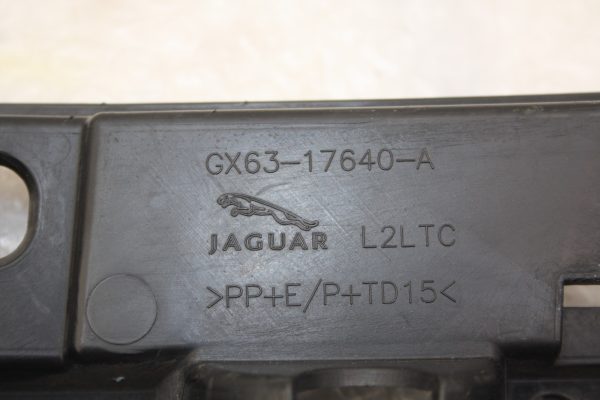 GX63-17640-A
JAGUAR L2LTC
>PP+E/P+TD15<